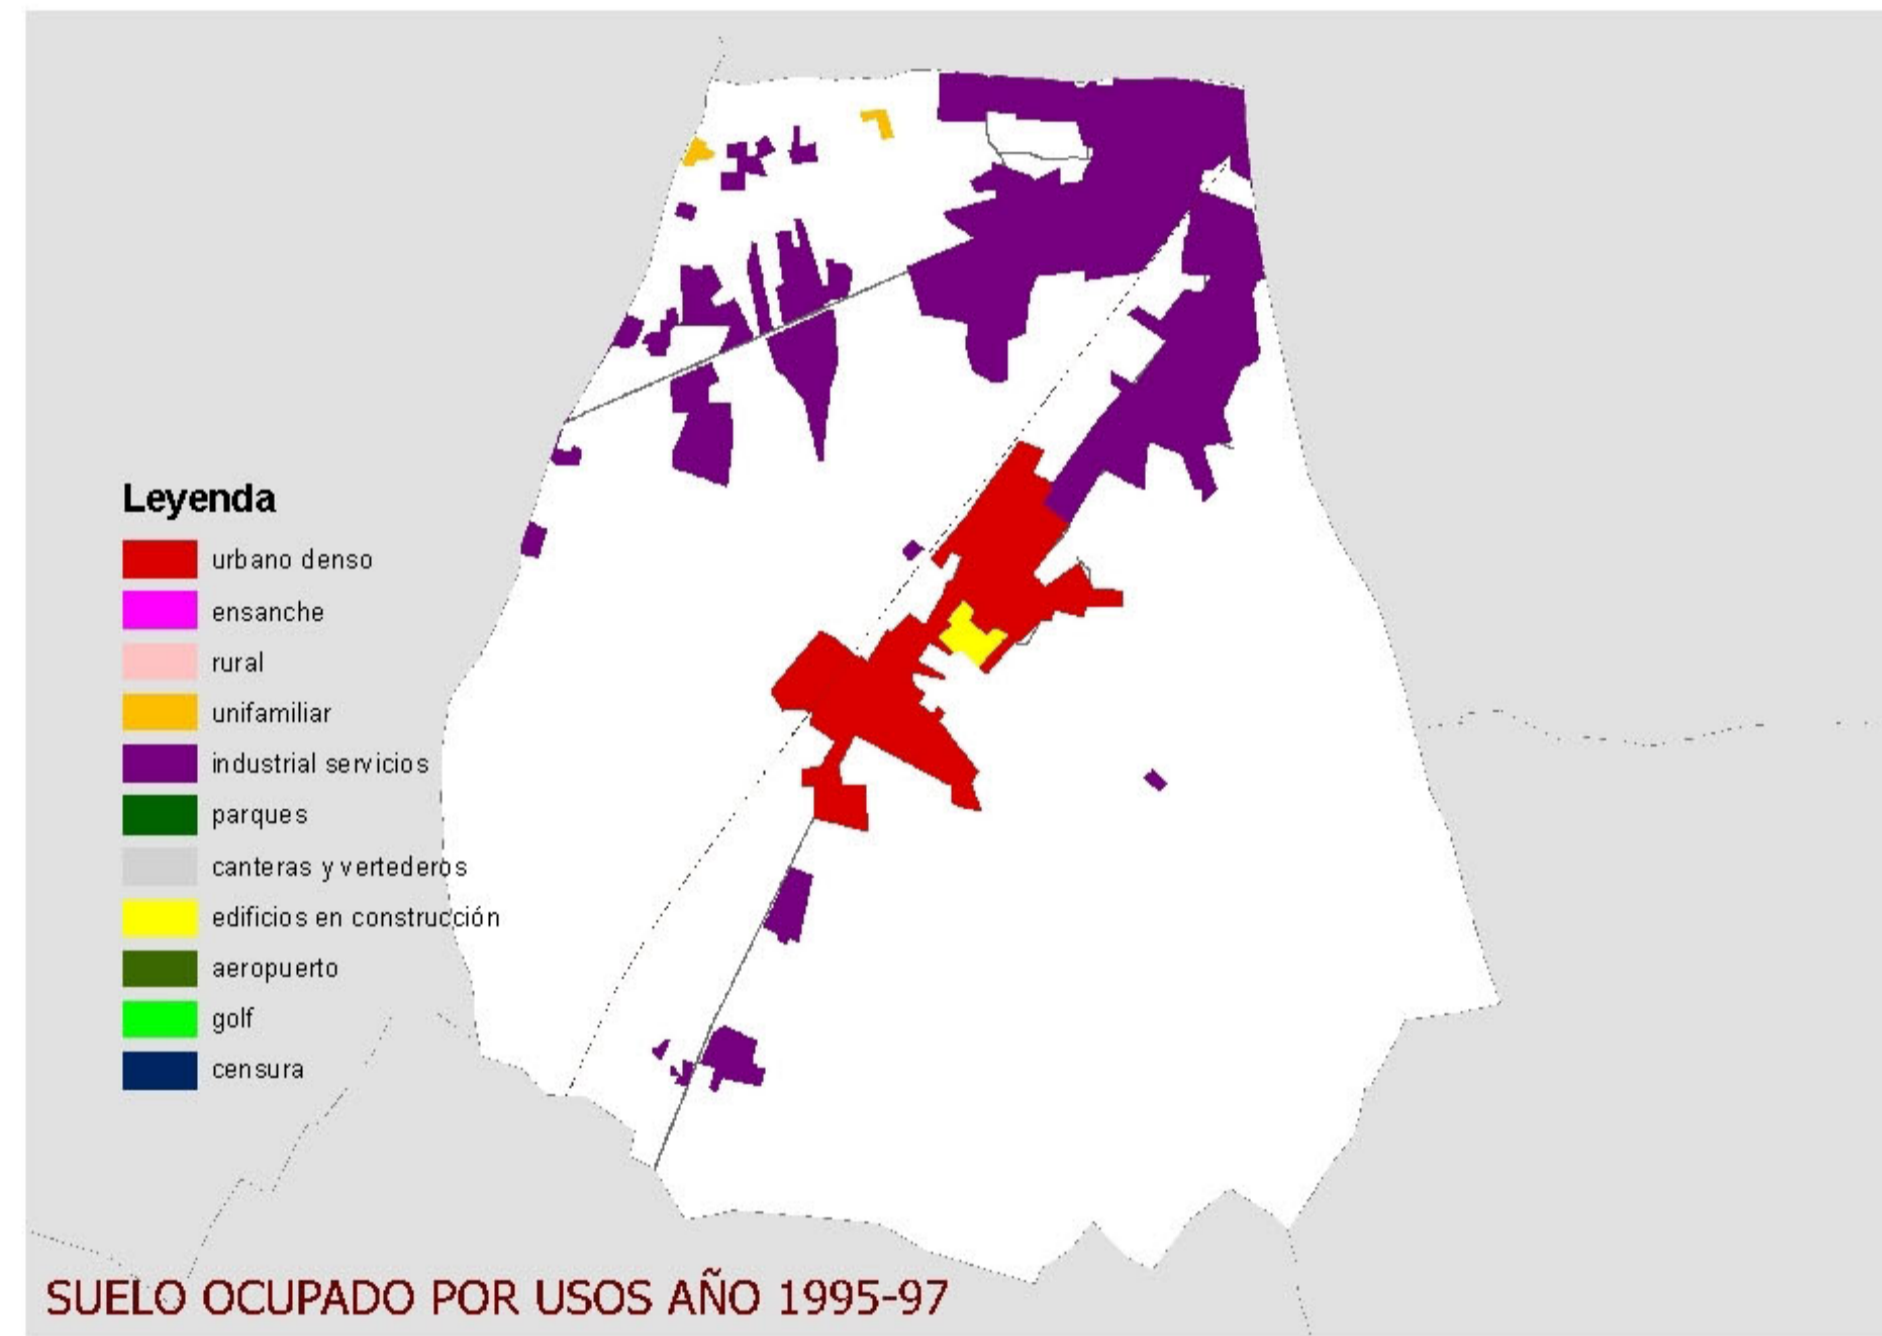 Leyenda
urbano denso
ensanche
rural
unifamiliar
industrial servicios
parques
canteras y vertederos
edificios en construcción
aeropuerto
golf
censura
SUELO OCUPADO POR USOS AÑO 1995-97